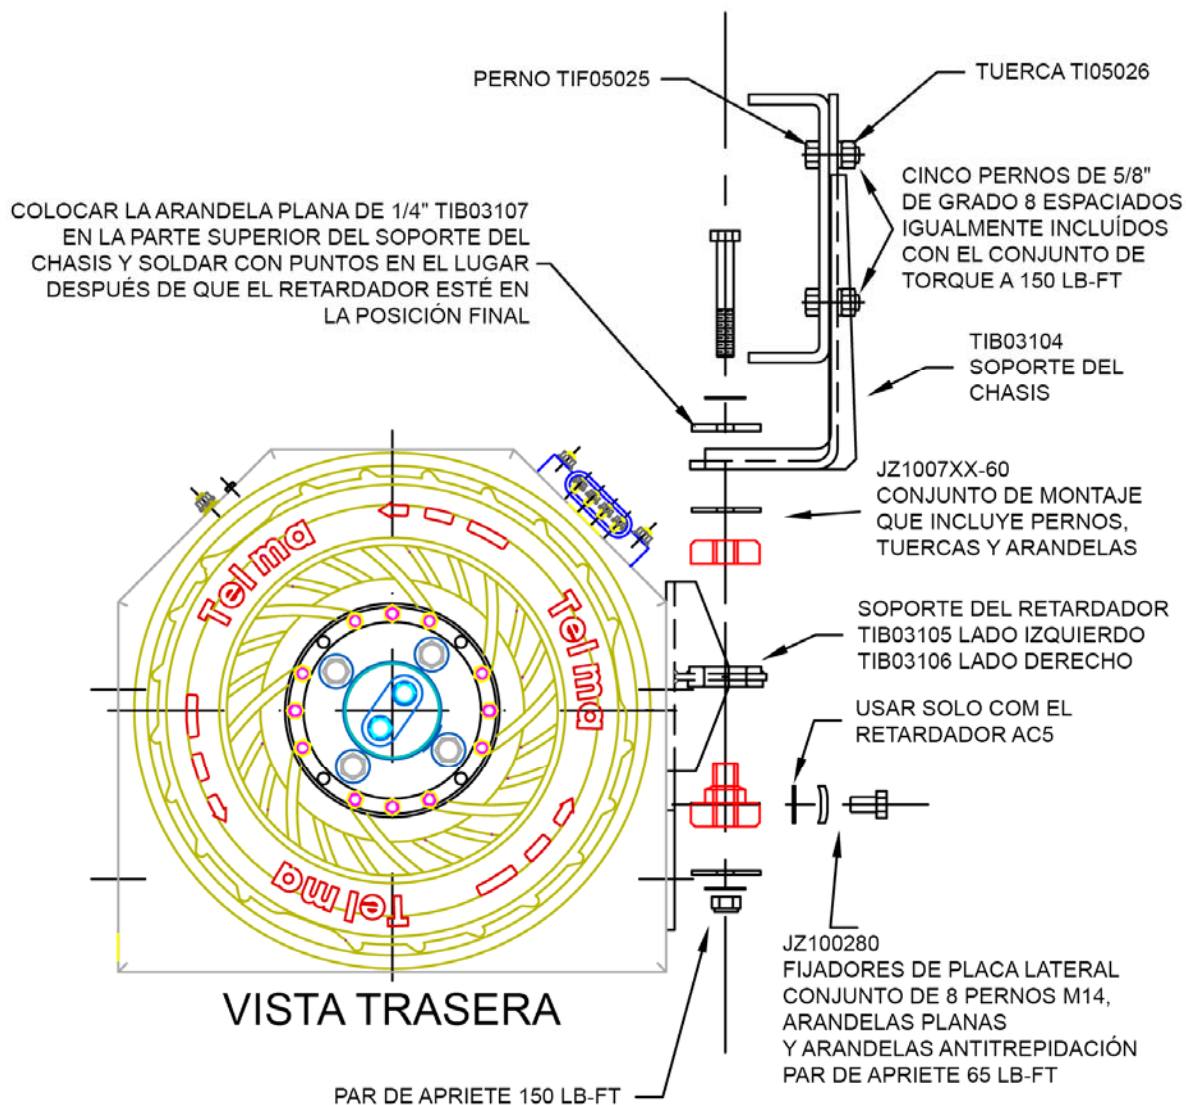 PERNO TIF05025
TUERCA TI05026
CINCO PERNOS DE 5/8"
DE GRADO 8 ESPACIADOS
IGUALMENTE INCLUÍDOS
CON EL CONJUNTO DE
TORQUE A 150 LB-FT
COLOCAR LA ARANDELA PLANA DE 1/4" TIB03107
EN LA PARTE SUPERIOR DEL SOPORTE DEL
CHASIS Y SOLDAR CON PUNTOS EN EL LUGAR
DESPUÉS DE QUE EL RETARDADOR ESTÉ EN
LA POSICIÓN FINAL
TIB03104
SOPORTE DEL
CHASIS
JZ1007XX-60
CONJUNTO DE MONTAJE
QUE INCLUYE PERNOS,
TUERCAS Y ARANDELAS
SOPORTE DEL RETARDADOR
TIB03105 LADO IZQUIERDO
TIB03106 LADO DERECHO
USAR SOLO COM EL
RETARDADOR AC5
Telma
Telma
Telma
JZ100280
FIJADORES DE PLACA LATERAL
CONJUNTO DE 8 PERNOS M14,
ARANDELAS PLANAS
Y ARANDELAS ANTITREPIDACIÓN
PAR DE APRIETE 65 LB-FT
VISTA TRASERA
PAR DE APRIETE 150 LB-FT